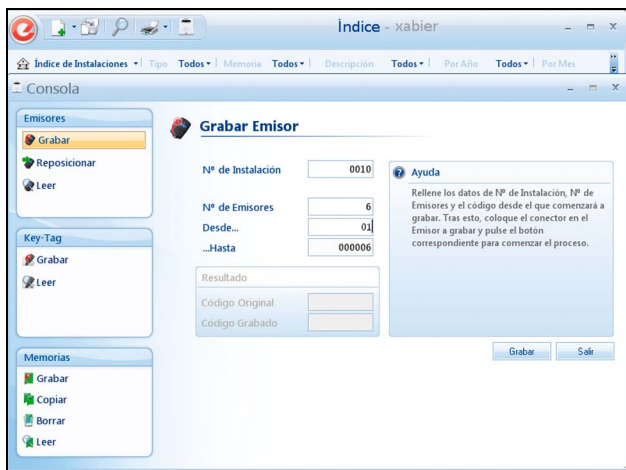 Índice - xabier
Índice de Instalaciones Tipo Todos Memoria Todos Descripción Todos Por Año Todos Por Mes
Consola
Emisores
Grabar
Reposicionar
Leer
Key-Tag
Grabar
Leer
Memorias
Grabar
Copiar
Borrar
Leer
Grabar Emisor
Nº de Instalación 0010
Nº de Emisores 6
Desde... 01
...Hasta 000006
Resultado
Código Original
Código Grabado
Ayuda
Rellene los datos de Nº de Instalación, Nº de
Emisores y el código desde el que comenzará a
grabar. Tras esto, coloque el conector en el
Emisor a grabar y pulse el botón
correspondiente para comenzar el proceso.
Grabar Salir